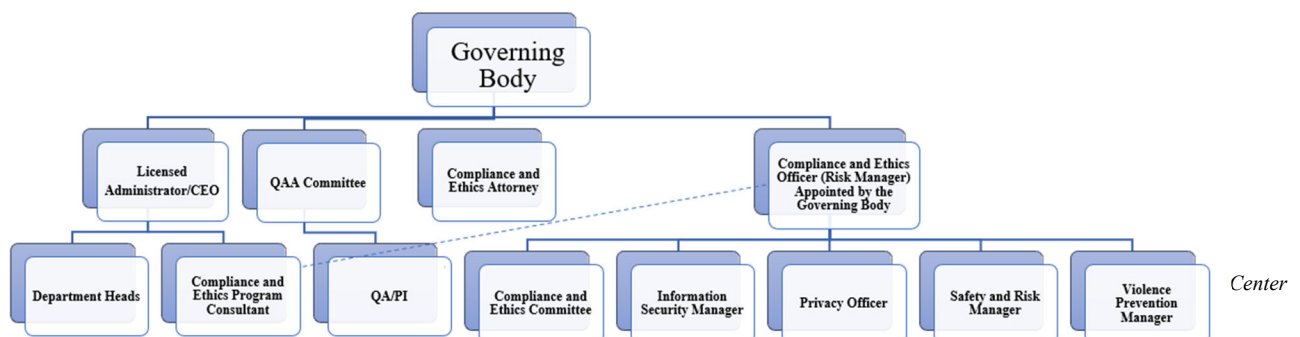 Governing
Body
Licensed
Administrator/CEO
QAA Committee
Compliance and
Ethics Attorney
Compliance and Ethics
Officer (Risk Manager)
Appointed by the
Governing Body
Department Heads
Compliance and
Ethics Program
Consultant
QA/PI
Compliance and
Ethics Committee
Information
Security Manager
Privacy Officer
Safety and Risk
Manager
Violence
Prevention
Manager
Center